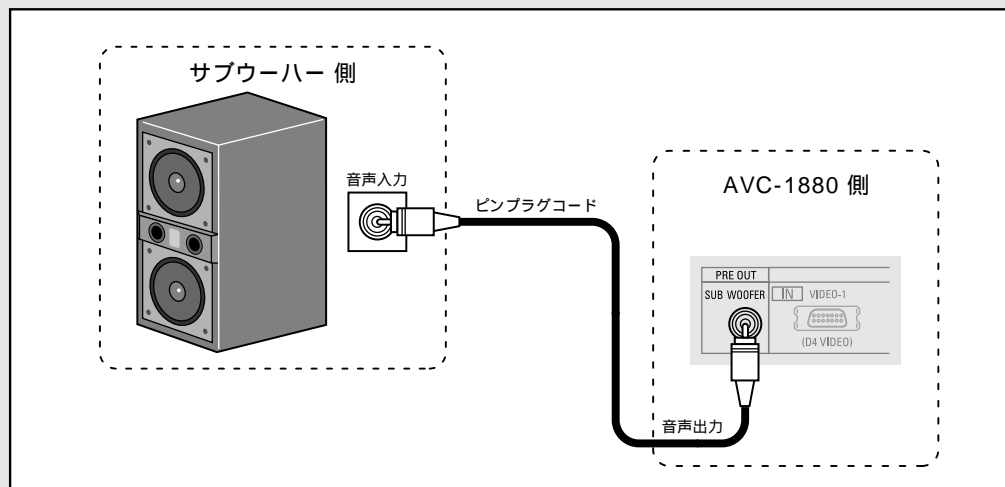 サブウーハー 側
音声入力
ピンプラグコード
AVC-1880 側
PRE OUT
SUB WOOFER
IN VIDEO-1
(D4 VIDEO)
音声出力